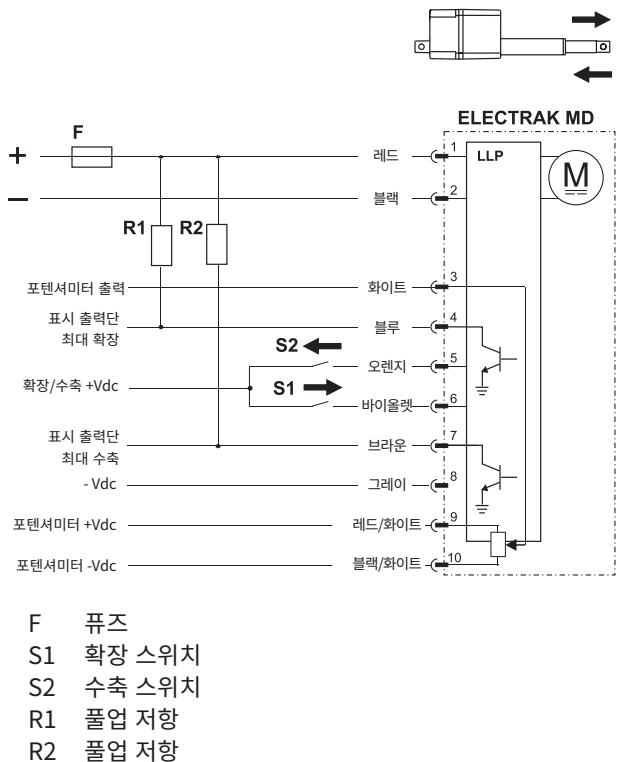 ELECTRAK MD
F
+ 레드 1 LLP
M
− 블랙 2
R1 R2
포텐셔미터 출력 화이트 3
표시 출력단
최대 확장
블루 4
S2
오렌지 5
확장/수축 +Vdc
S1
바이올렛 6
표시 출력단
최대 수축
브라운 7
- Vdc 그레이 8
포텐셔미터 +Vdc 레드/화이트 9
포텐셔미터 -Vdc 블랙/화이트 10
F 퓨즈
S1 확장 스위치
S2 수축 스위치
R1 풀업 저항
R2 풀업 저항